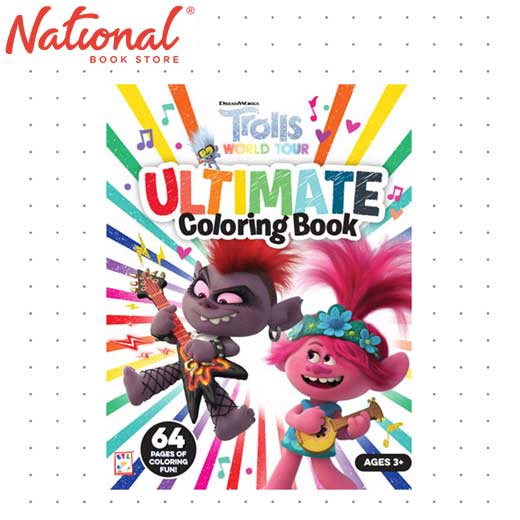 National®
BOOK STORE
DREAMWORKS
Trolls
WORLD TOUR
ULTIMATE
Coloring Book
64
PAGES OF
COLORING
FUN!
AGES 3+